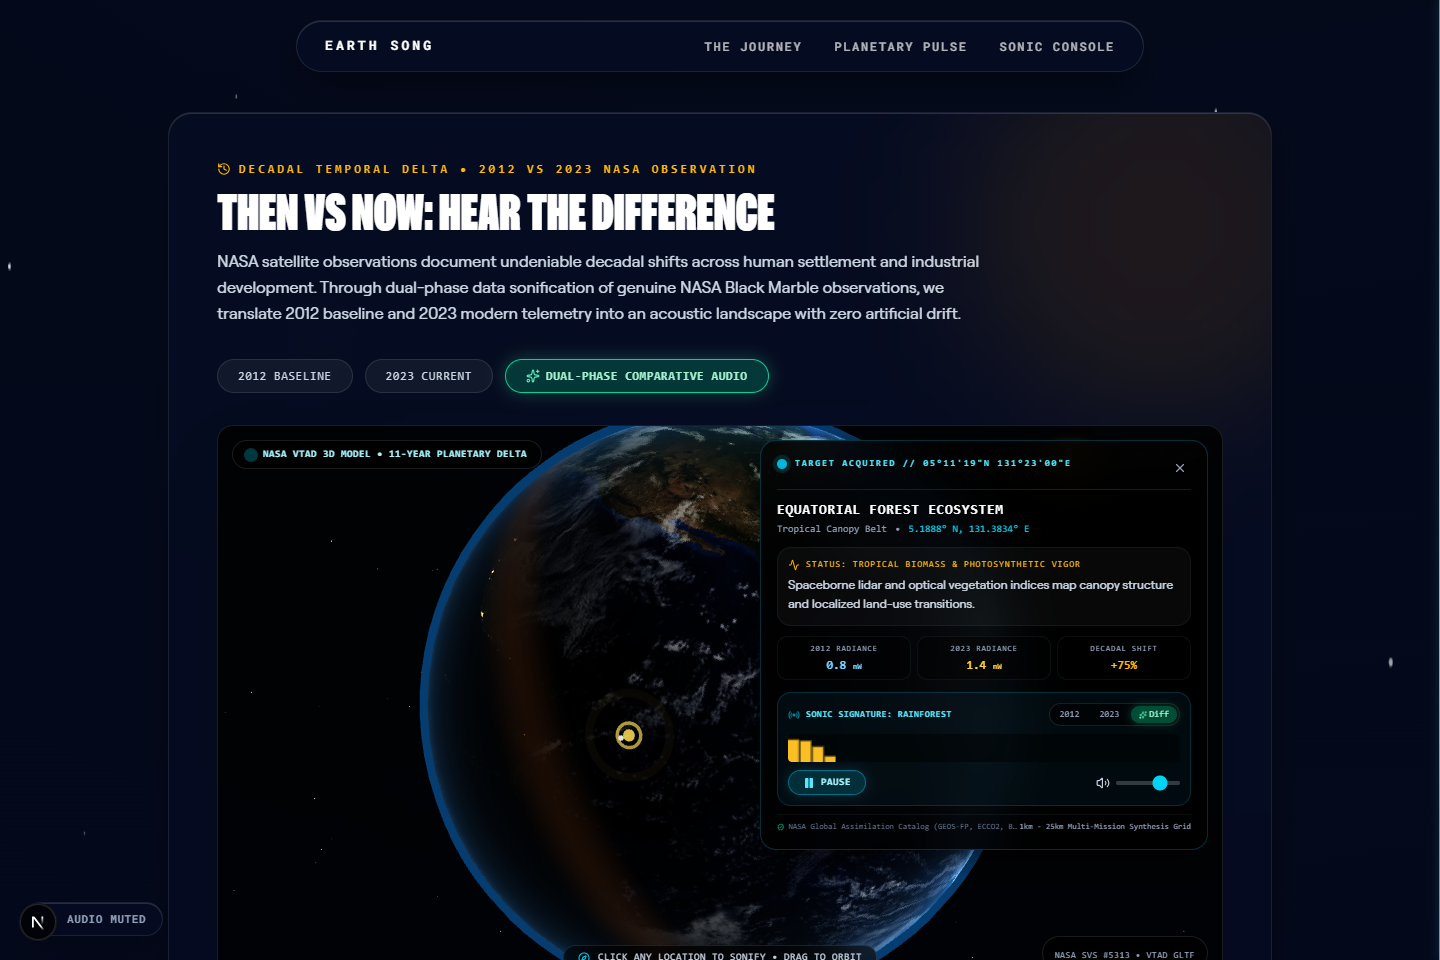 EARTH SONG
THE JOURNEY
PLANETARY PULSE
SONIC CONSOLE
DECADAL TEMPORAL DELTA • 2012 VS 2023 NASA OBSERVATION
THEN VS NOW: HEAR THE DIFFERENCE
NASA satellite observations document undeniable decadal shifts across human settlement and industrial
development. Through dual-phase data sonification of genuine NASA Black Marble observations, we
translate 2012 baseline and 2023 modern telemetry into an acoustic landscape with zero artificial drift.
2012 BASELINE
2023 CURRENT
DUAL-PHASE COMPARATIVE AUDIO
NASA VTAD 3D MODEL • 11-YEAR PLANETARY DELTA
TARGET ACQUIRED // 05°11'19"N 131°23'00"E
EQUATORIAL FOREST ECOSYSTEM
Tropical Canopy Belt • 5.1888° N, 131.3834° E
STATUS: TROPICAL BIOMASS & PHOTOSYNTHETIC VIGOR
Spaceborne lidar and optical vegetation indices map canopy structure
and localized land-use transitions.
2012 RADIANCE
0.8 nW
2023 RADIANCE
1.4 nW
DECADAL SHIFT
+75%
SONIC SIGNATURE: RAINFOREST
2012
2023
Diff
PAUSE
NASA Global Assimilation Catalog (GEOS-FP, ECCO2, B…
1km - 25km Multi-Mission Synthesis Grid
N
AUDIO MUTED
CLICK ANY LOCATION TO SONIFY • DRAG TO ORBIT
NASA SVS #5313 • VTAD GLTF